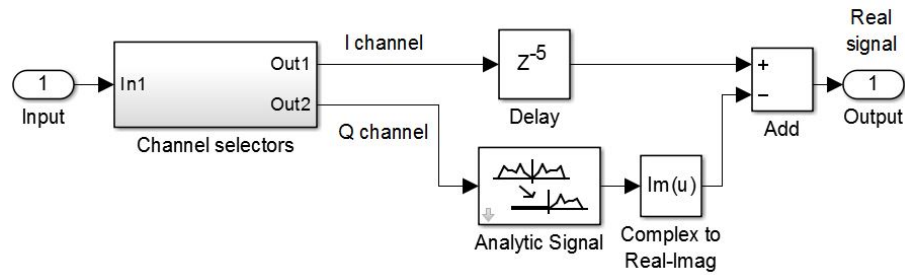 Real
signal
I channel
Out1
1
In1
Z-5
+
−
1
Input
Out2
Delay
Add
Output
Channel selectors
Q channel
Im(u)
Analytic Signal
Complex to
Real-Imag